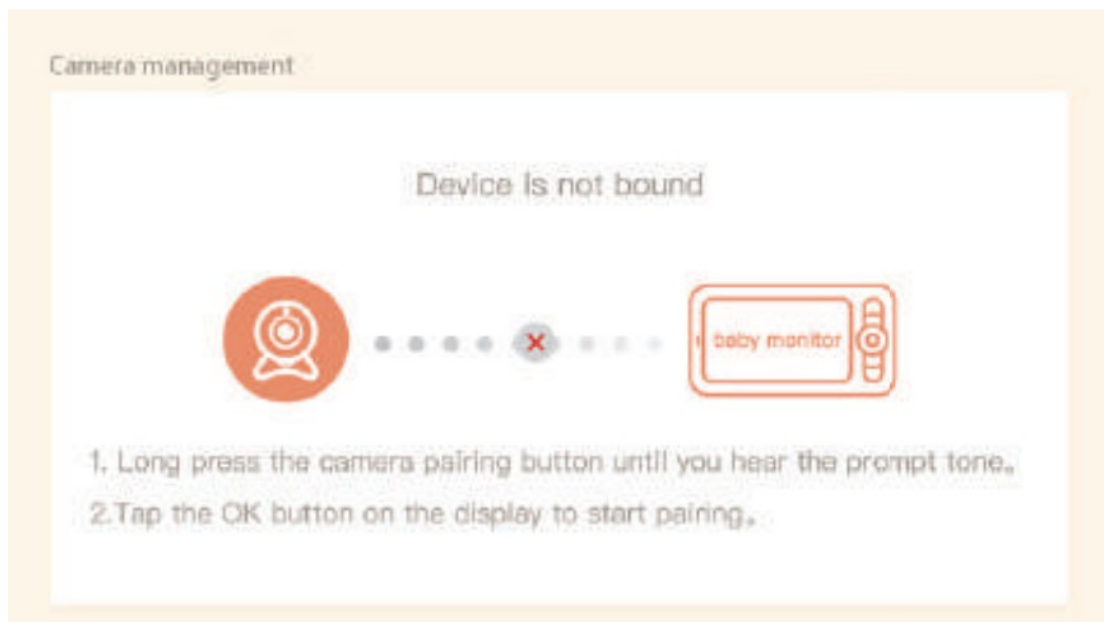 Camera management
Device is not bound
baby monitor
1. Long press the camera pairing button until you hear the prompt tone。
2.Tap the OK button on the display to start pairing。